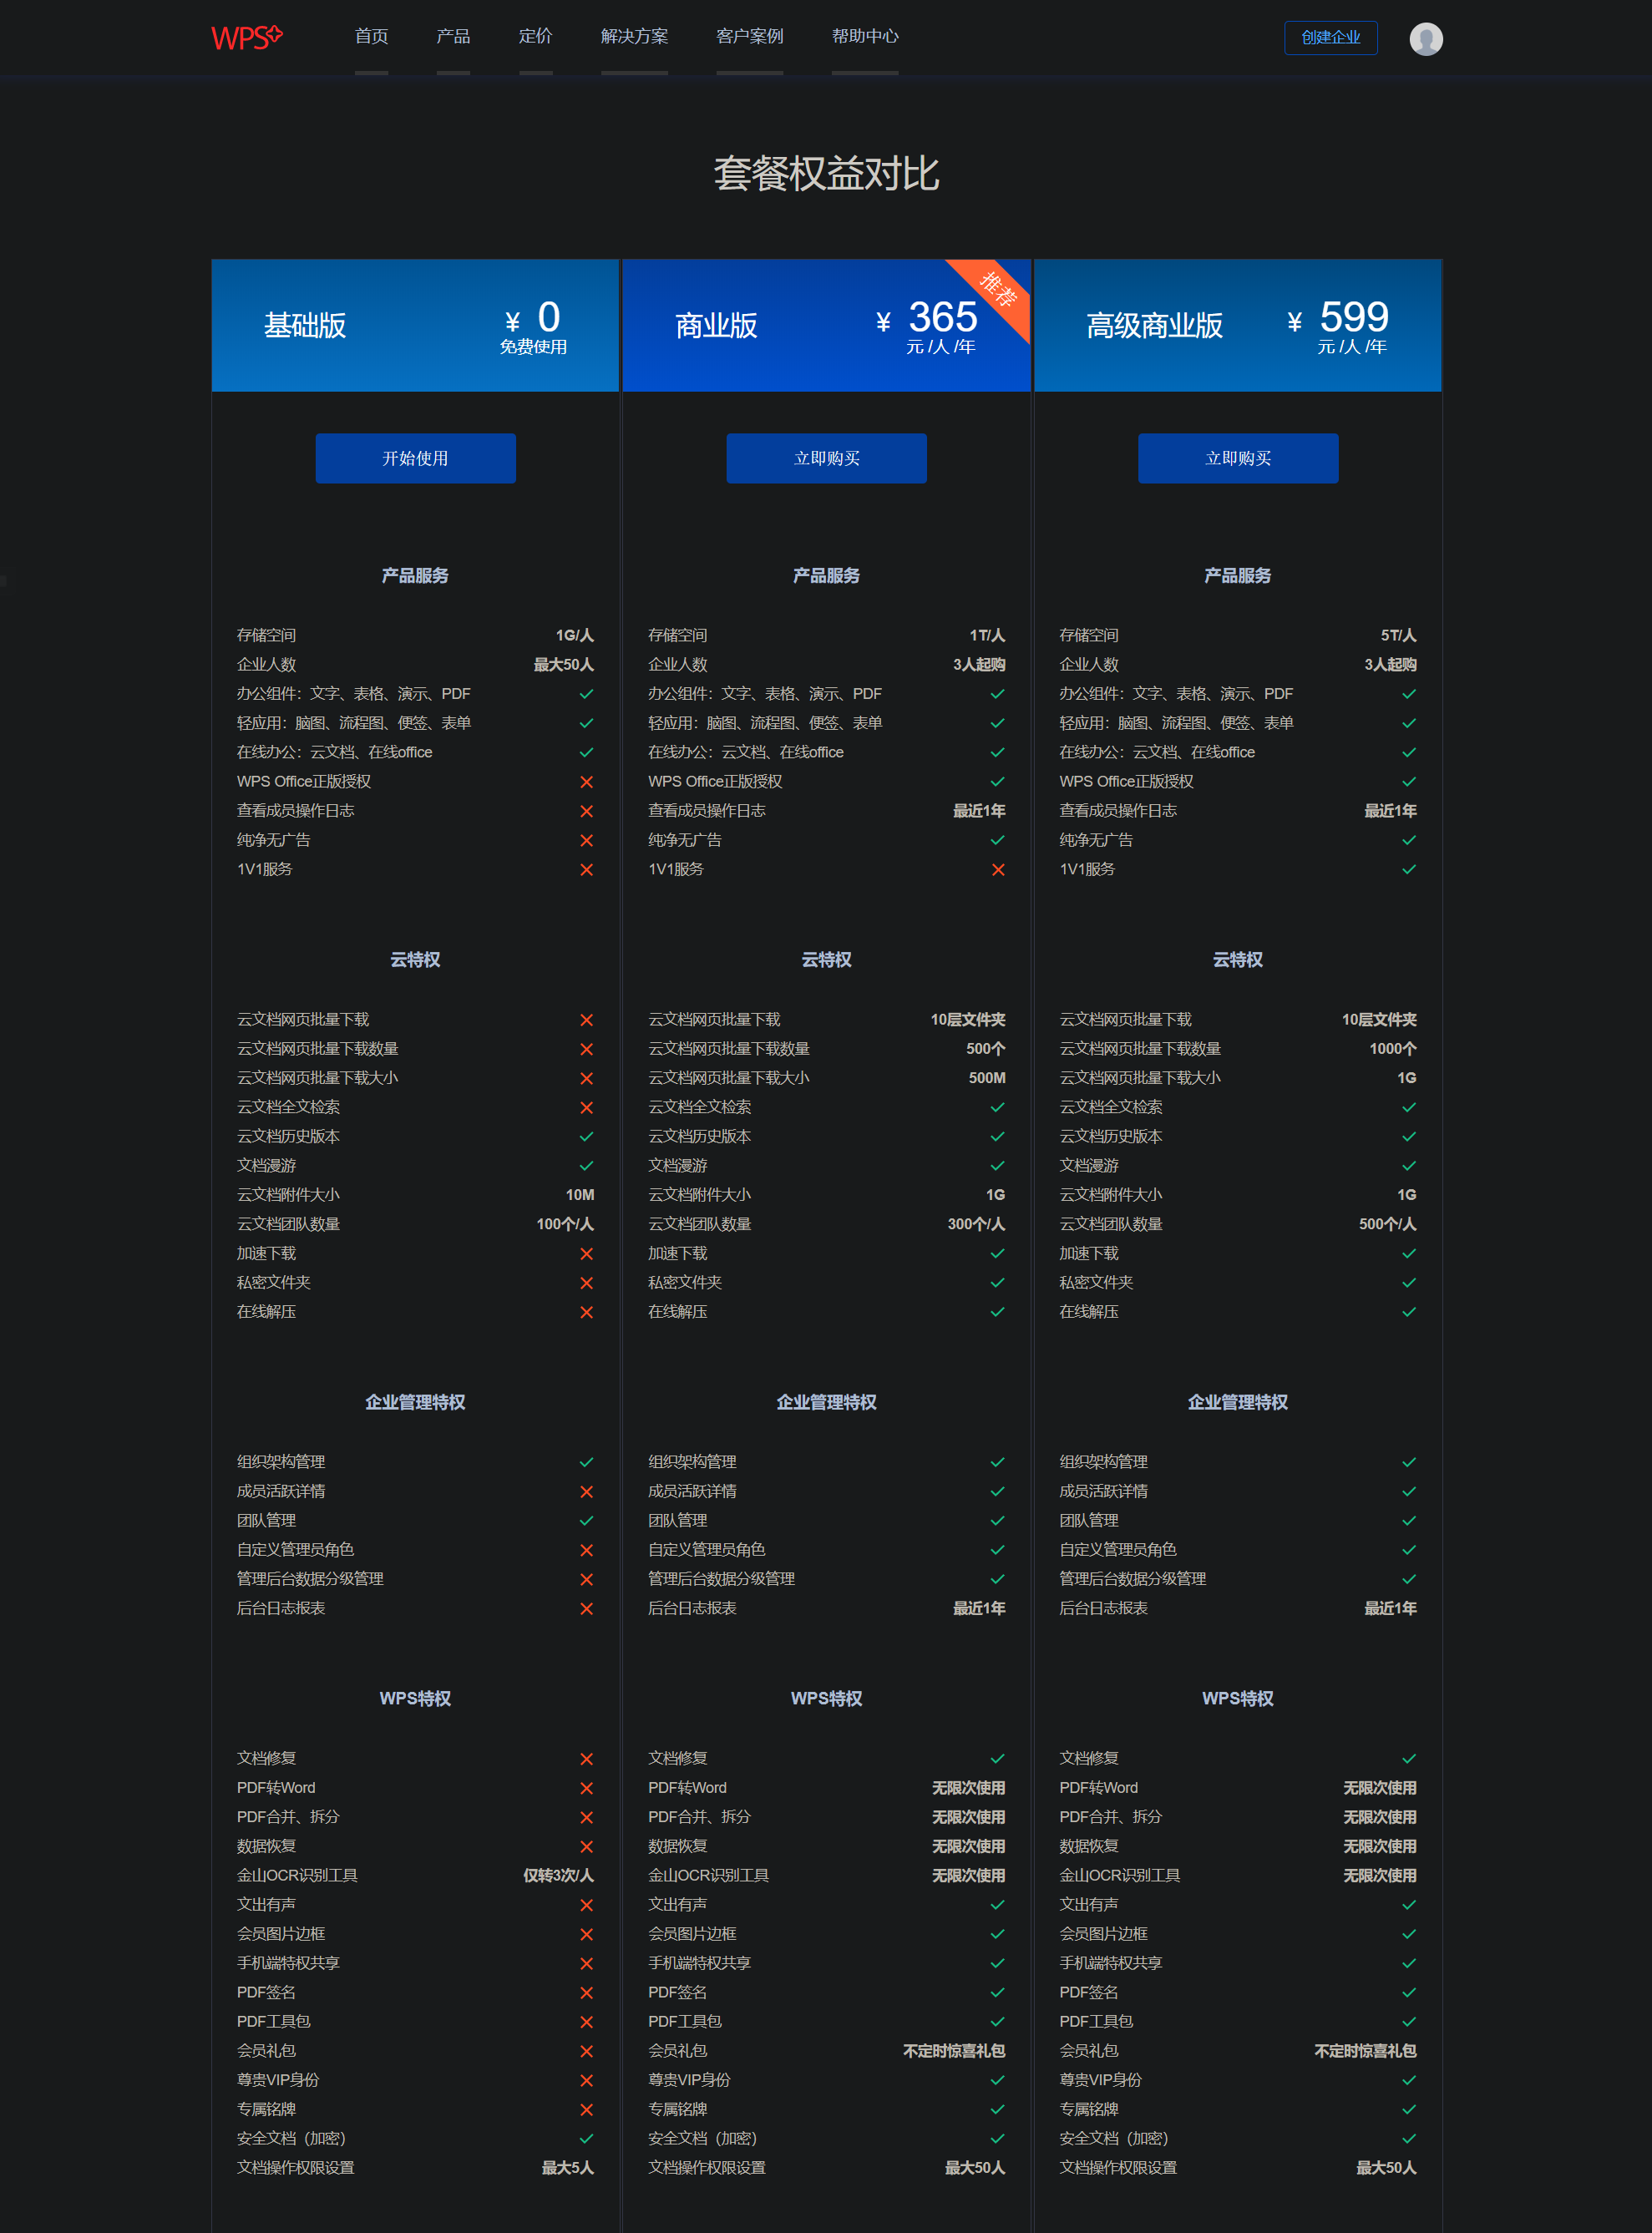 WPS
首页 产品 定价 解决方案 客户案例 帮助中心 创建企业
套餐权益对比
基础版 ¥ 0
免费使用
开始使用
产品服务
存储空间 1G/人
企业人数 最大50人
办公组件：文字、表格、演示、PDF
轻应用：脑图、流程图、便签、表单
在线办公：云文档、在线office
WPS Office正版授权
查看成员操作日志
纯净无广告
1V1服务
云特权
云文档网页批量下载
云文档网页批量下载数量
云文档网页批量下载大小
云文档全文检索
云文档历史版本
文档漫游
云文档附件大小 10M
云文档团队数量 100个/人
加速下载
私密文件夹
在线解压
企业管理特权
组织架构管理
成员活跃详情
团队管理
自定义管理员角色
管理后台数据分级管理
后台日志报表
WPS特权
文档修复
PDF转Word
PDF合并、拆分
数据恢复
金山OCR识别工具 仅转3次/人
文出有声
会员图片边框
手机端特权共享
PDF签名
PDF工具包
会员礼包
尊贵VIP身份
专属铭牌
安全文档（加密）
文档操作权限设置 最大5人
商业版 ¥ 365
元 /人 /年
推荐
立即购买
产品服务
存储空间 1T/人
企业人数 3人起购
办公组件：文字、表格、演示、PDF
轻应用：脑图、流程图、便签、表单
在线办公：云文档、在线office
WPS Office正版授权
查看成员操作日志 最近1年
纯净无广告
1V1服务
云特权
云文档网页批量下载 10层文件夹
云文档网页批量下载数量 500个
云文档网页批量下载大小 500M
云文档全文检索
云文档历史版本
文档漫游
云文档附件大小 1G
云文档团队数量 300个/人
加速下载
私密文件夹
在线解压
企业管理特权
组织架构管理
成员活跃详情
团队管理
自定义管理员角色
管理后台数据分级管理
后台日志报表 最近1年
WPS特权
文档修复
PDF转Word 无限次使用
PDF合并、拆分 无限次使用
数据恢复 无限次使用
金山OCR识别工具 无限次使用
文出有声
会员图片边框
手机端特权共享
PDF签名
PDF工具包
会员礼包 不定时惊喜礼包
尊贵VIP身份
专属铭牌
安全文档（加密）
文档操作权限设置 最大50人
高级商业版 ¥ 599
元 /人 /年
立即购买
产品服务
存储空间 5T/人
企业人数 3人起购
办公组件：文字、表格、演示、PDF
轻应用：脑图、流程图、便签、表单
在线办公：云文档、在线office
WPS Office正版授权
查看成员操作日志 最近1年
纯净无广告
1V1服务
云特权
云文档网页批量下载 10层文件夹
云文档网页批量下载数量 1000个
云文档网页批量下载大小 1G
云文档全文检索
云文档历史版本
文档漫游
云文档附件大小 1G
云文档团队数量 500个/人
加速下载
私密文件夹
在线解压
企业管理特权
组织架构管理
成员活跃详情
团队管理
自定义管理员角色
管理后台数据分级管理
后台日志报表 最近1年
WPS特权
文档修复
PDF转Word 无限次使用
PDF合并、拆分 无限次使用
数据恢复 无限次使用
金山OCR识别工具 无限次使用
文出有声
会员图片边框
手机端特权共享
PDF签名
PDF工具包
会员礼包 不定时惊喜礼包
尊贵VIP身份
专属铭牌
安全文档（加密）
文档操作权限设置 最大50人